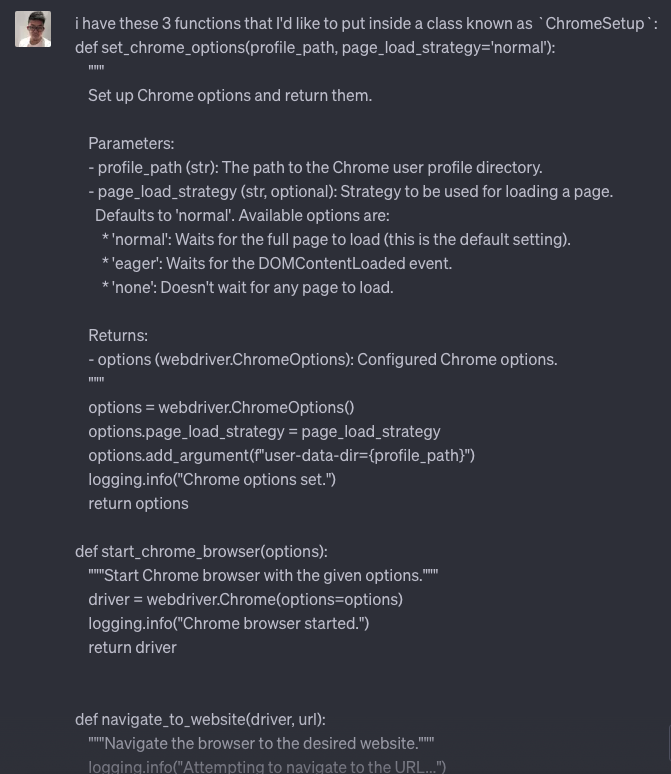 i have these 3 functions that I'd like to put inside a class known as `ChromeSetup`:
def set_chrome_options(profile_path, page_load_strategy='normal'):
"""
Set up Chrome options and return them.
Parameters:
- profile_path (str): The path to the Chrome user profile directory.
- page_load_strategy (str, optional): Strategy to be used for loading a page.
Defaults to 'normal'. Available options are:
* 'normal': Waits for the full page to load (this is the default setting).
* 'eager': Waits for the DOMContentLoaded event.
* 'none': Doesn't wait for any page to load.
Returns:
- options (webdriver.ChromeOptions): Configured Chrome options.
"""
options = webdriver.ChromeOptions()
options.page_load_strategy = page_load_strategy
options.add_argument(f"user-data-dir={profile_path}")
logging.info("Chrome options set.")
return options
def start_chrome_browser(options):
"""Start Chrome browser with the given options."""
driver = webdriver.Chrome(options=options)
logging.info("Chrome browser started.")
return driver
def navigate_to_website(driver, url):
"""Navigate the browser to the desired website."""
logging.info("Attempting to navigate to the URL...")